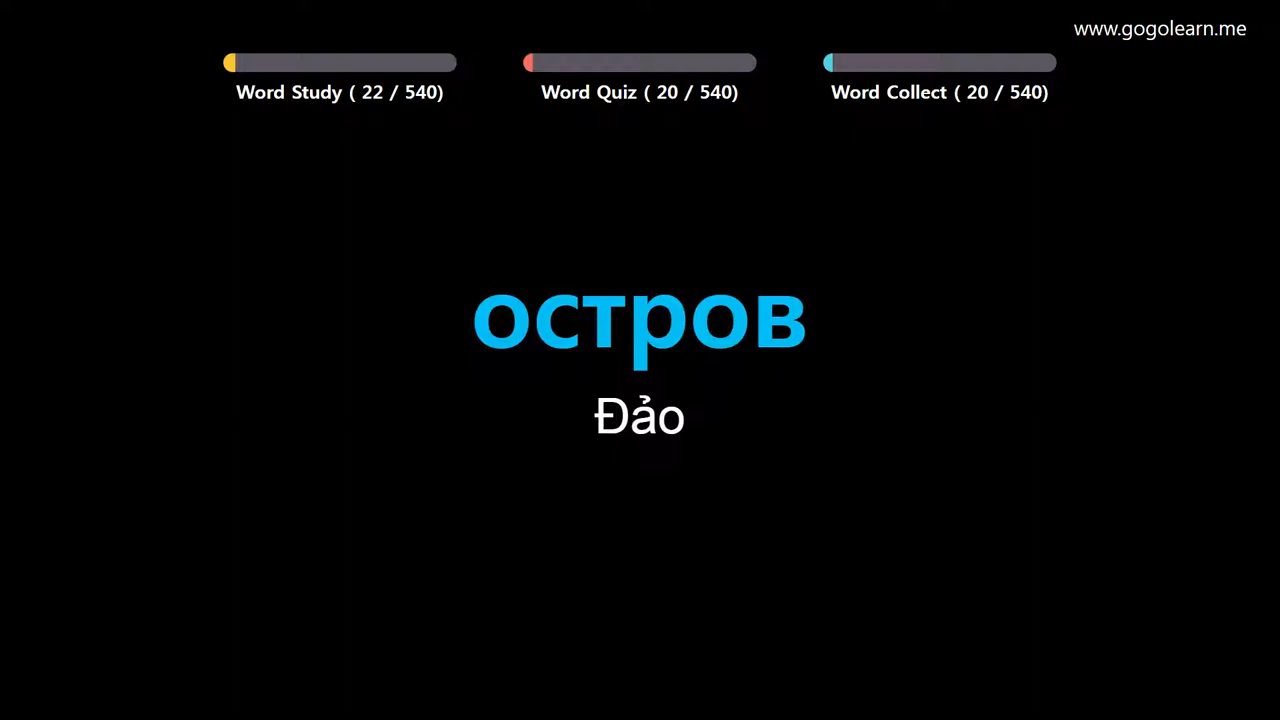 www.gogolearn.me
Word Study ( 22 / 540)
Word Quiz ( 20 / 540)
Word Collect ( 20 / 540)
остров
Đảo